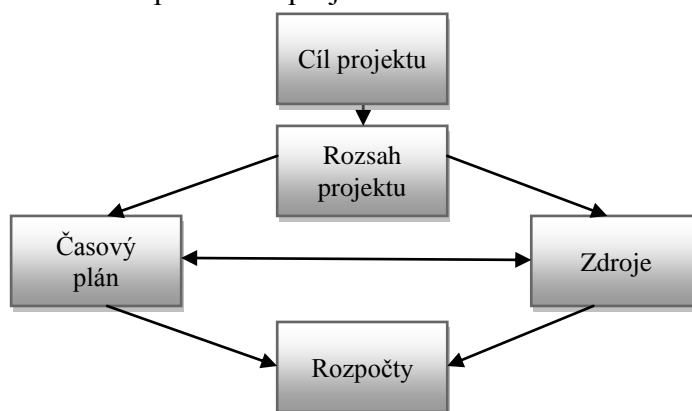 Cíl projektu
Rozsah
projektu
Časový
plán
Zdroje
Rozpočty